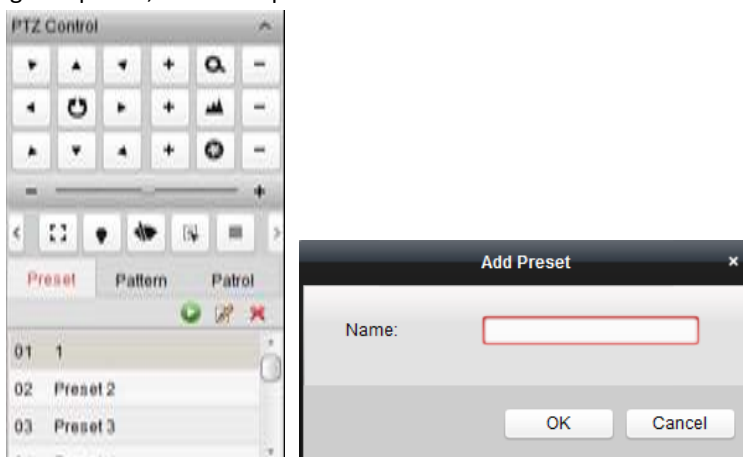 PTZ Control
Preset Pattern Patrol
01 1
02 Preset 2
03 Preset 3
Add Preset
Name:
OK Cancel